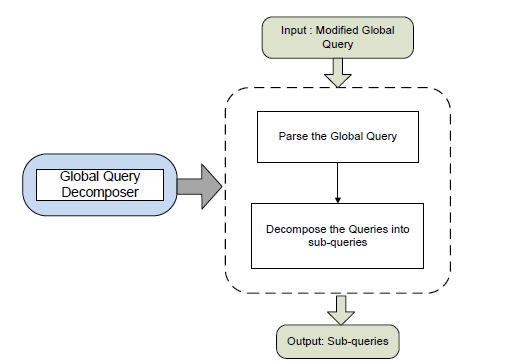 Input : Modified Global
Query
Parse the Global Query
Global Query
Decomposer
Decompose the Queries into
sub-queries
Output: Sub-queries